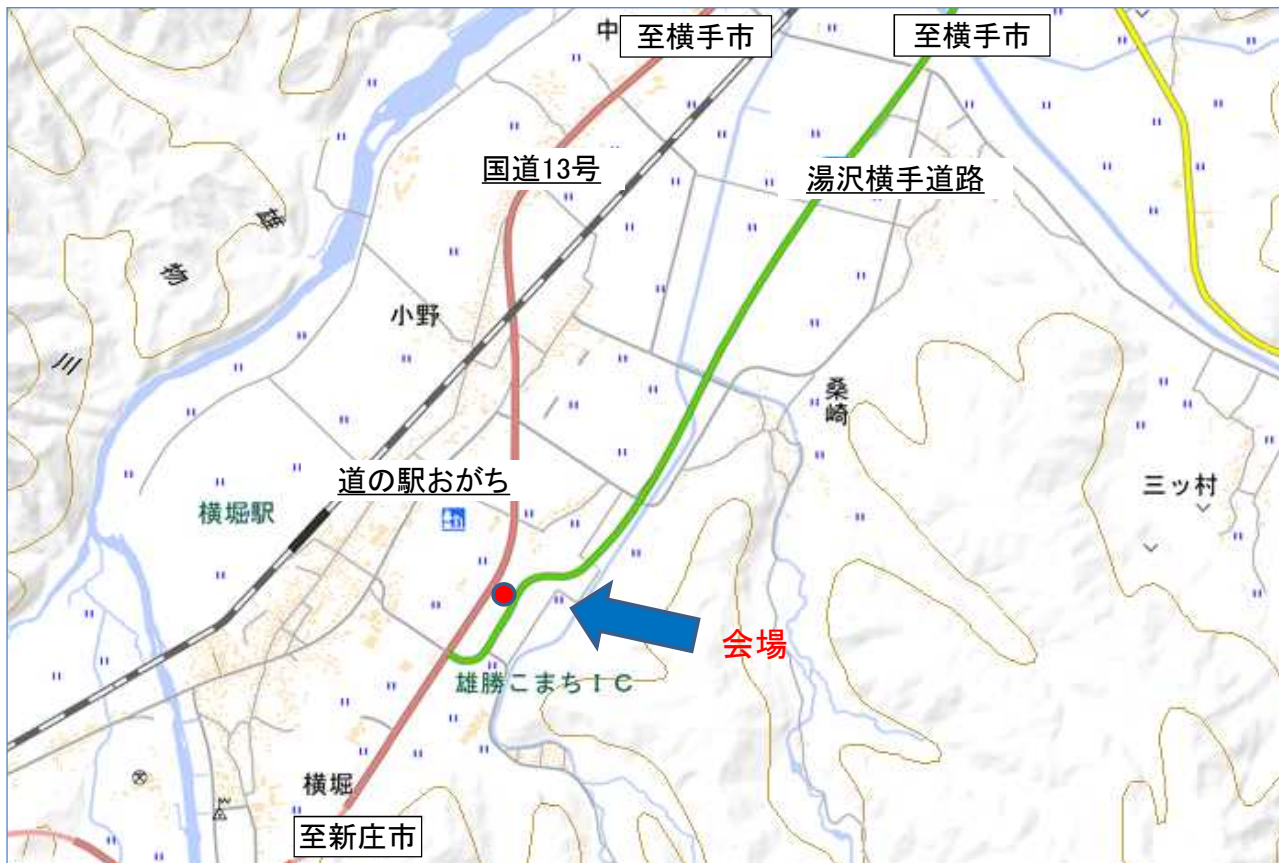 中
至横手市
至横手市
国道13号
湯沢横手道路
雄物川
小野
桑崎
道の駅おがち
三ッ村
横堀駅
会場
雄勝こまちIC
横堀
至新庄市